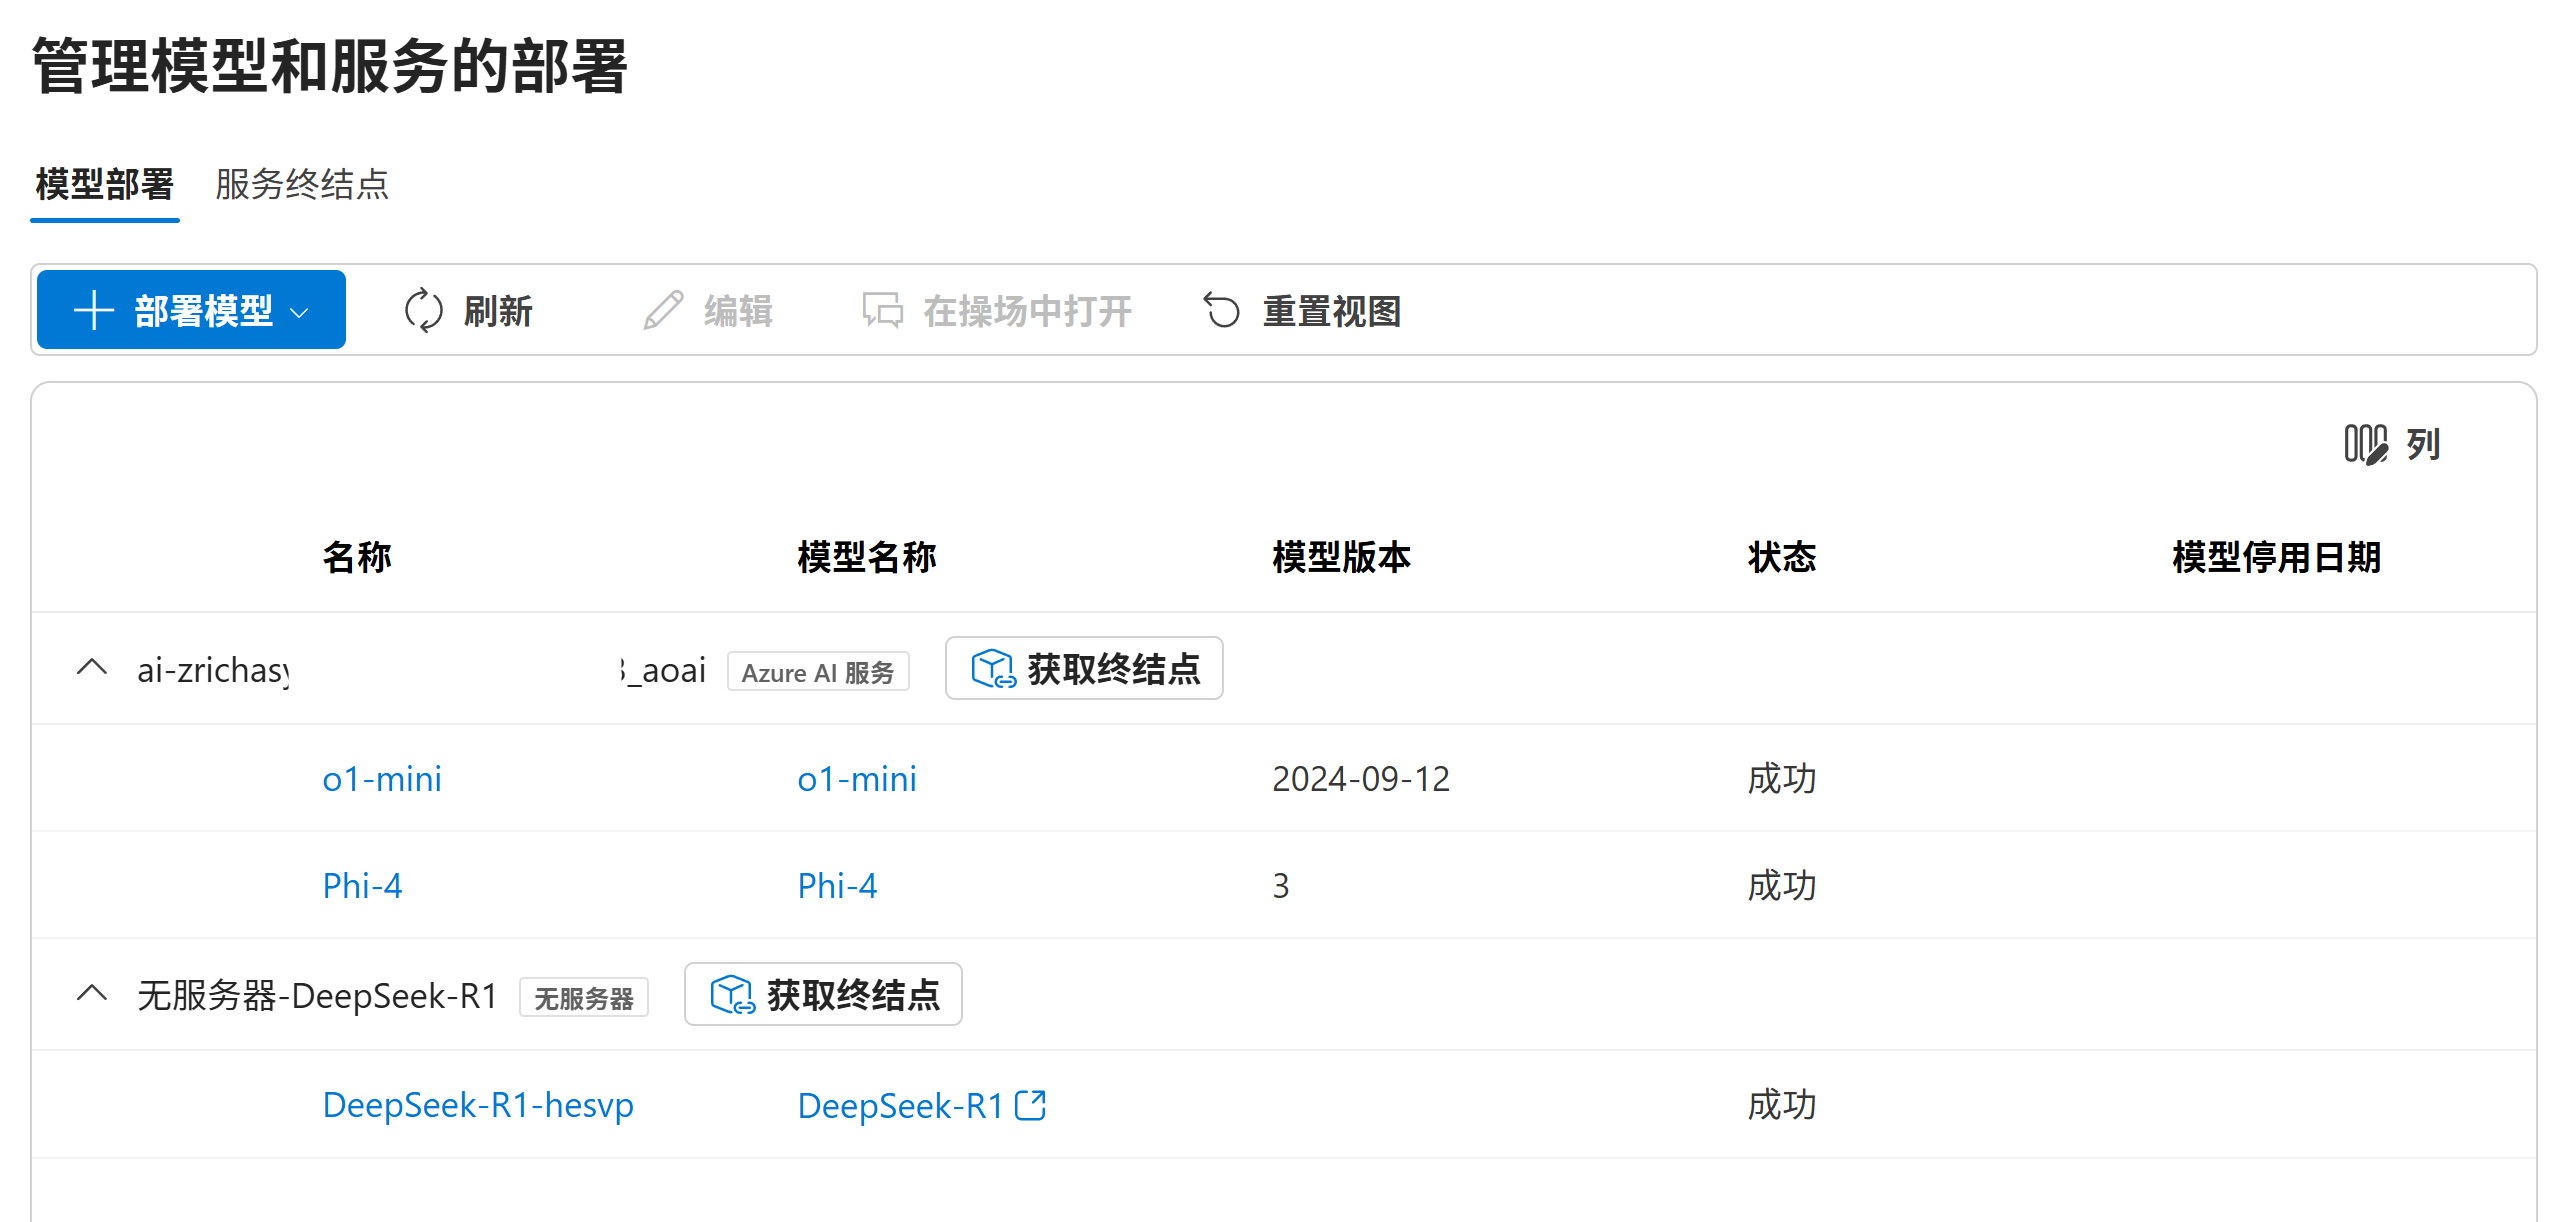 管理模型和服务的部署
模型部署 服务终结点
部署模型 刷新 编辑 在操场中打开 重置视图
列
名称 模型名称 模型版本 状态 模型停用日期
ai-zrichasy _aoai Azure AI 服务 获取终结点
o1-mini o1-mini 2024-09-12 成功
Phi-4 Phi-4 3 成功
无服务器-DeepSeek-R1 无服务器 获取终结点
DeepSeek-R1-hesvp DeepSeek-R1 成功